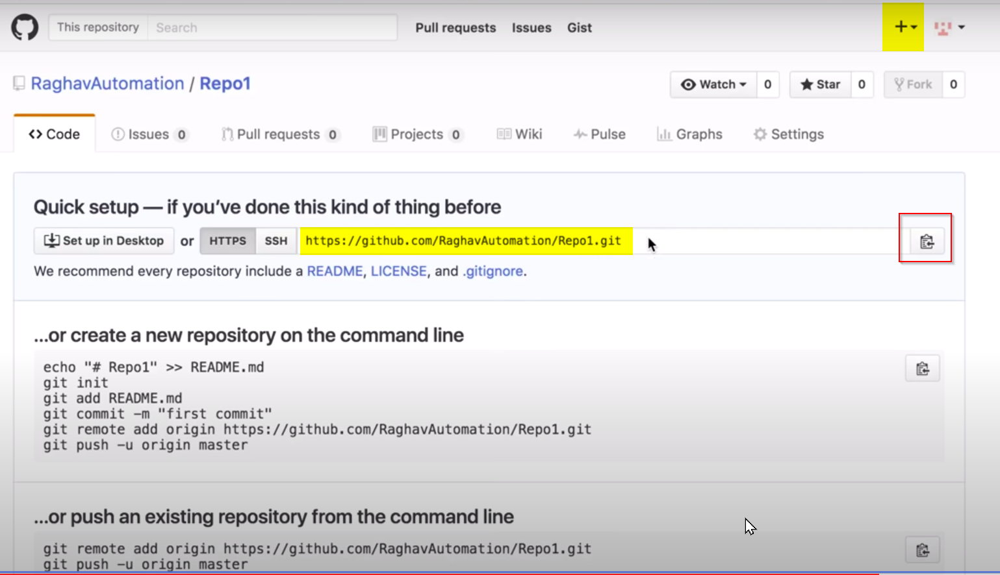 This repository Search Pull requests Issues Gist
RaghavAutomation / Repo1 Watch 0 Star 0 Fork 0
Code Issues 0 Pull requests 0 Projects 0 Wiki Pulse Graphs Settings
Quick setup — if you’ve done this kind of thing before
Set up in Desktop or HTTPS SSH https://github.com/RaghavAutomation/Repo1.git
We recommend every repository include a README, LICENSE, and .gitignore.
…or create a new repository on the command line
echo "# Repo1" >> README.md
git init
git add README.md
git commit -m "first commit"
git remote add origin https://github.com/RaghavAutomation/Repo1.git
git push -u origin master
…or push an existing repository from the command line
git remote add origin https://github.com/RaghavAutomation/Repo1.git
git push -u origin master